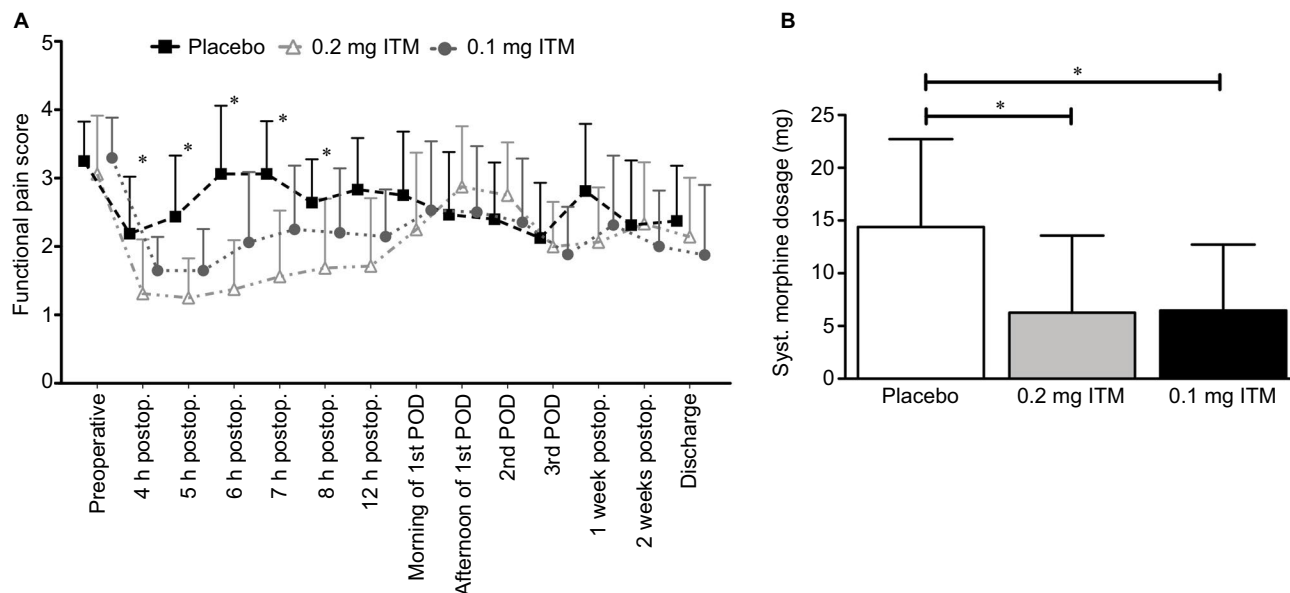 A
Placebo 0.2 mg ITM 0.1 mg ITM
Functional pain score
5
4
3
2
1
0
* * * * *
Preoperative
4 h postop.
5 h postop.
6 h postop.
7 h postop.
8 h postop.
12 h postop.
Morning of 1st POD
Afternoon of 1st POD
2nd POD
3rd POD
1 week postop.
2 weeks postop.
Discharge
B
*
*
Syst. morphine dosage (mg)
25
20
15
10
5
0
Placebo 0.2 mg ITM 0.1 mg ITM